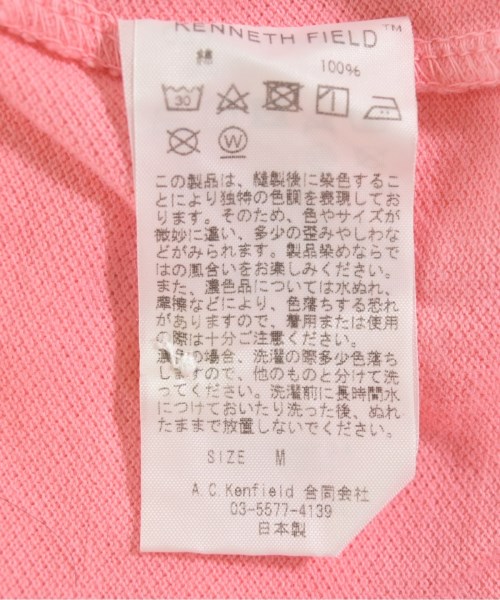 KENNETH FIELD™
綿 100%
30
W
この製品は、縫製後に染色するこ
とにより独特の色調を表現してお
ります。そのため、色やサイズが
微妙に違い、多少の歪みやしわな
どがみられます。製品染めならで
はの風合いをお楽しみください。
また、濃色品については水ぬれ、
摩擦などにより、色落ちする恐れ
がありますので、着用または使用
の際は十分ご注意ください。
濃色の場合、洗濯の際多少色落ち
しますので、他のものと分けて洗
ってください。洗濯前に長時間水
につけておいたり洗った後、ぬれ
たままで放置しないでください。
SIZE M
A.C.Kenfield 合同会社
03-5577-4139
日本製